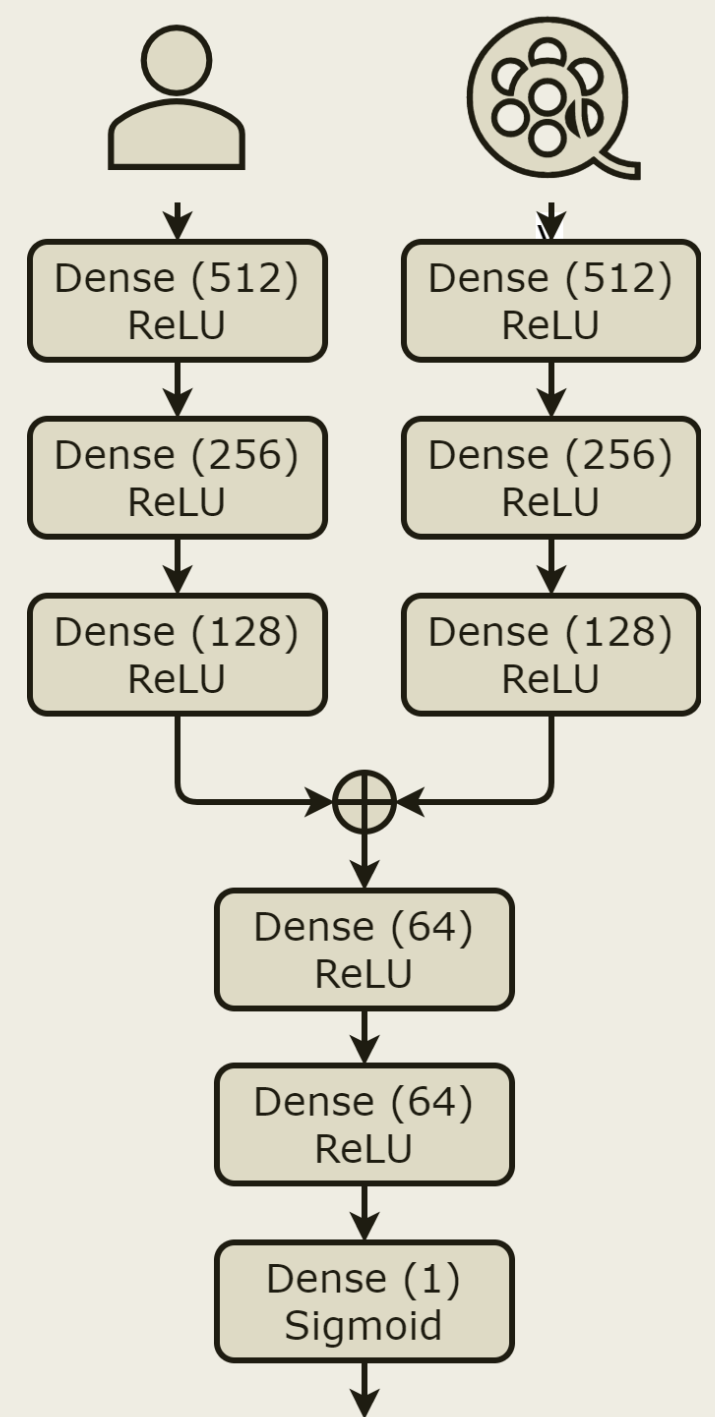 Dense (512)
ReLU
Dense (512)
ReLU
Dense (256)
ReLU
Dense (256)
ReLU
Dense (128)
ReLU
Dense (128)
ReLU
Dense (64)
ReLU
Dense (64)
ReLU
Dense (1)
Sigmoid